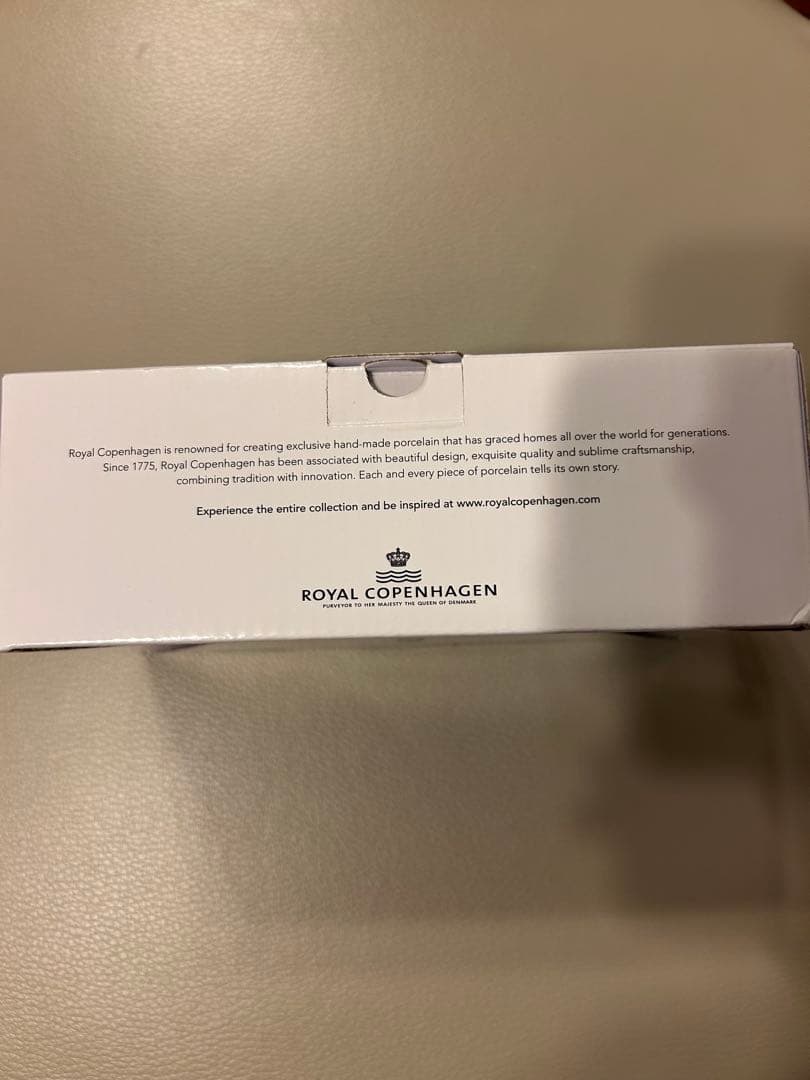 Royal Copenhagen is renowned for creating exclusive hand-made porcelain that has graced homes all over the world for generations.
Since 1775, Royal Copenhagen has been associated with beautiful design, exquisite quality and sublime craftsmanship,
combining tradition with innovation. Each and every piece of porcelain tells its own story.
Experience the entire collection and be inspired at www.royalcopenhagen.com
ROYAL COPENHAGEN
PURVEYOR TO HER MAJESTY THE QUEEN OF DENMARK